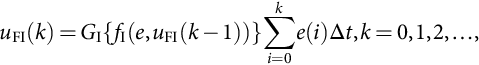 u_FI(k) = G_I{f_I(e, u_FI(k − 1))} ∑_{i=0}^{k} e(i)Δt, k = 0, 1, 2, …,